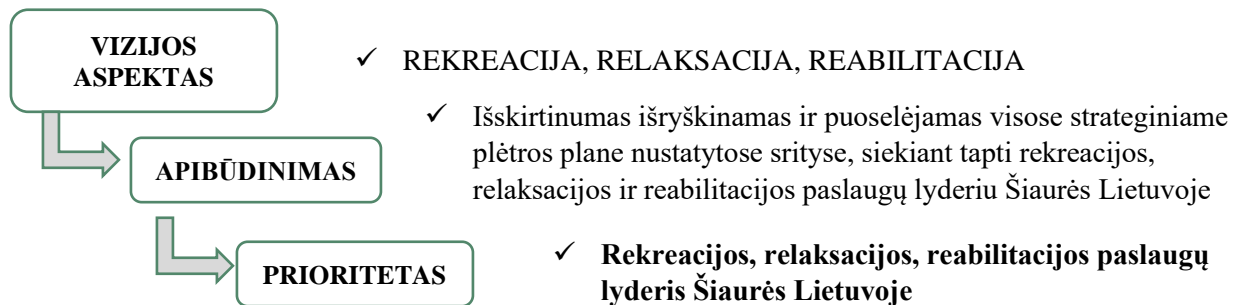 VIZIJOS
ASPEKTAS
✓ REKREACIJA, RELAKSACIJA, REABILITACIJA
APIBŪDINIMAS
✓ Išskirtinumas išryškinamas ir puoselėjamas visose strateginiame
plėtros plane nustatytose srityse, siekiant tapti rekreacijos,
relaksacijos ir reabilitacijos paslaugų lyderiu Šiaurės Lietuvoje
PRIORITETAS
✓ Rekreacijos, relaksacijos, reabilitacijos paslaugų
lyderis Šiaurės Lietuvoje